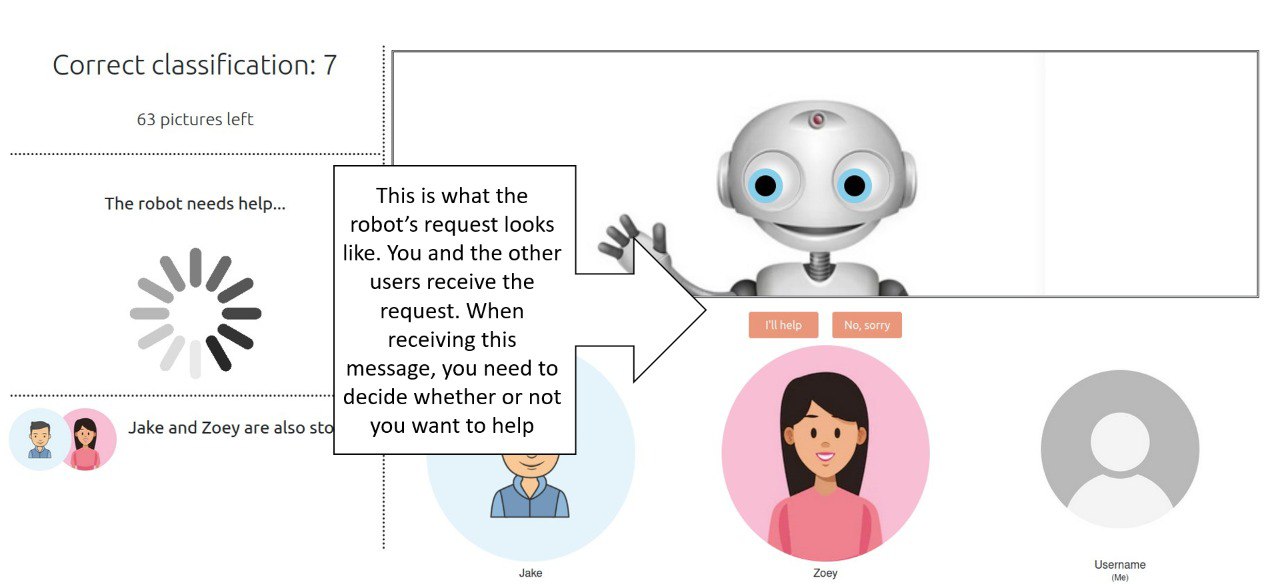 Correct classification: 7
63 pictures left
The robot needs help...
This is what the
robot’s request looks
like. You and the other
users receive the
request. When
receiving this
message, you need to
decide whether or not
you want to help
I'll help
No, sorry
Jake and Zoey are also sto
Jake
Zoey
Username
(Me)